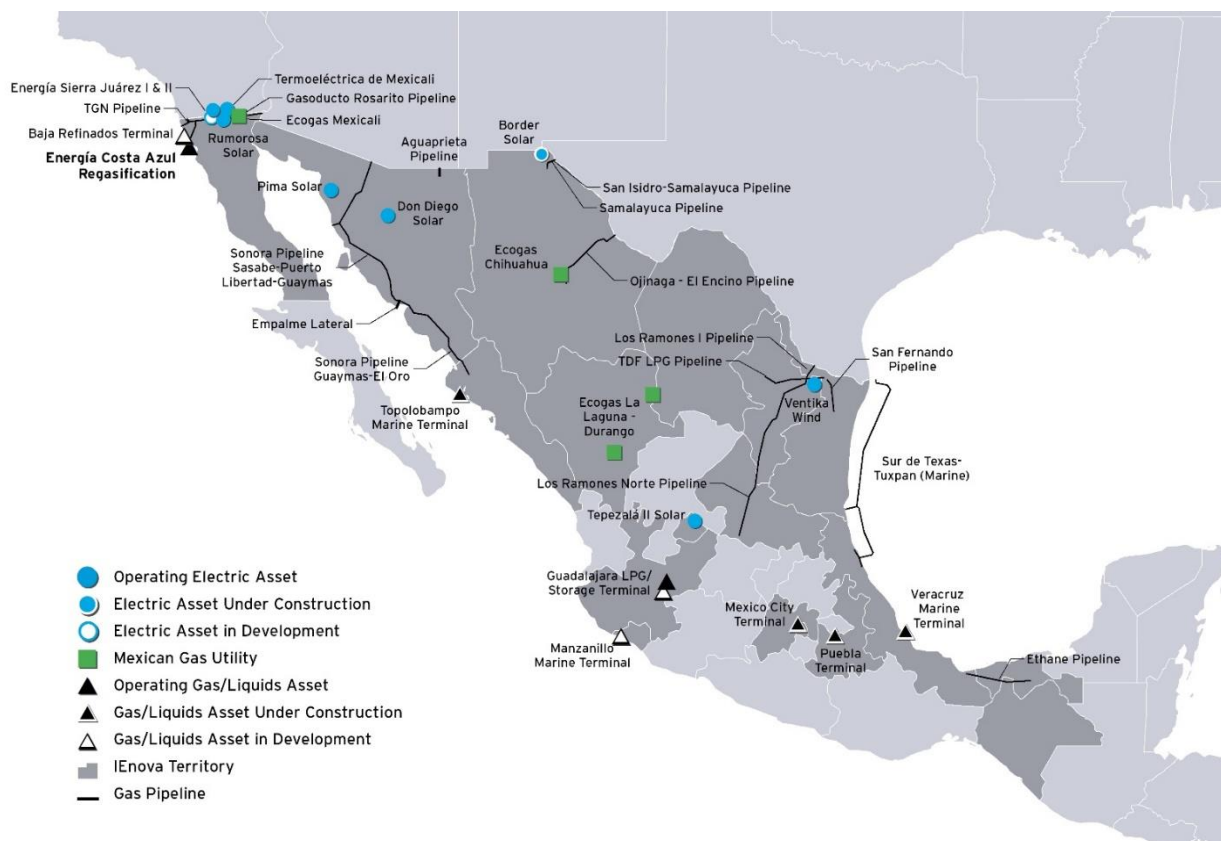 Energía Sierra Juárez I & II
Termoeléctrica de Mexicali
Gasoducto Rosarito Pipeline
TGN Pipeline
Ecogas Mexicali
Baja Refinados Terminal
Rumorosa
Solar
Energía Costa Azul
Regasification
Border
Solar
Aguaprieta
Pipeline
Pima Solar
San Isidro-Samalayuca Pipeline
Samalayuca Pipeline
Don Diego
Solar
Sonora Pipeline
Sasabe-Puerto
Libertad-Guaymas
Ecogas
Chihuahua
Ojinaga - El Encino Pipeline
Empalme Lateral
Los Ramones I Pipeline
TDF LPG Pipeline
San Fernando
Pipeline
Sonora Pipeline
Guaymas-El Oro
Topolobampo
Marine Terminal
Ecogas La
Laguna -
Durango
Ventika
Wind
Sur de Texas-
Tuxpan (Marine)
Los Ramones Norte Pipeline
Tepezalá II Solar
Guadalajara LPG/
Storage Terminal
Mexico City
Terminal
Veracruz
Marine
Terminal
Manzanillo
Marine Terminal
Puebla
Terminal
Ethane Pipeline
Operating Electric Asset
Electric Asset Under Construction
Electric Asset in Development
Mexican Gas Utility
Operating Gas/Liquids Asset
Gas/Liquids Asset Under Construction
Gas/Liquids Asset in Development
IEnova Territory
Gas Pipeline